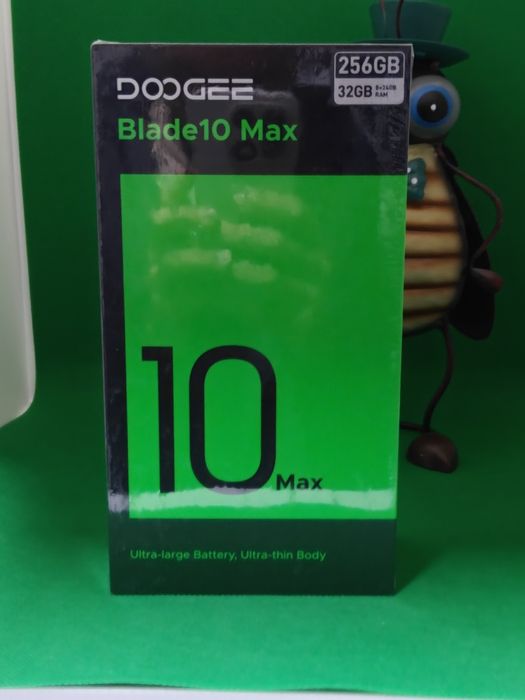 DOOGEE
256GB
32GB 8+24GB RAM
Blade10 Max
10 Max
Ultra-large Battery, Ultra-thin Body